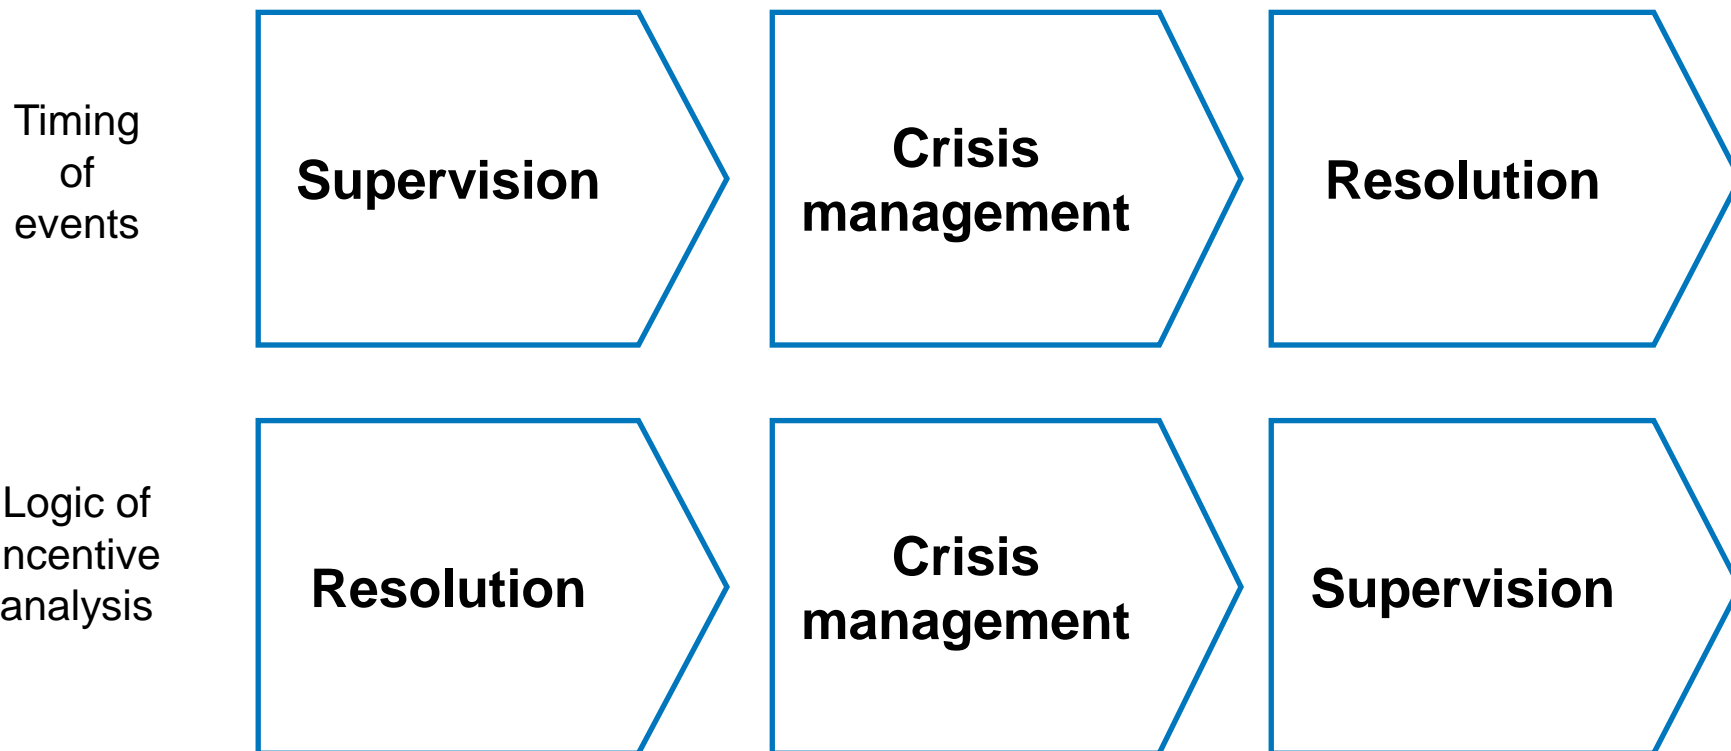 Timing
of
events
Supervision
Crisis
management
Resolution
Logic of
ncentive
analysis
Resolution
Crisis
management
Supervision